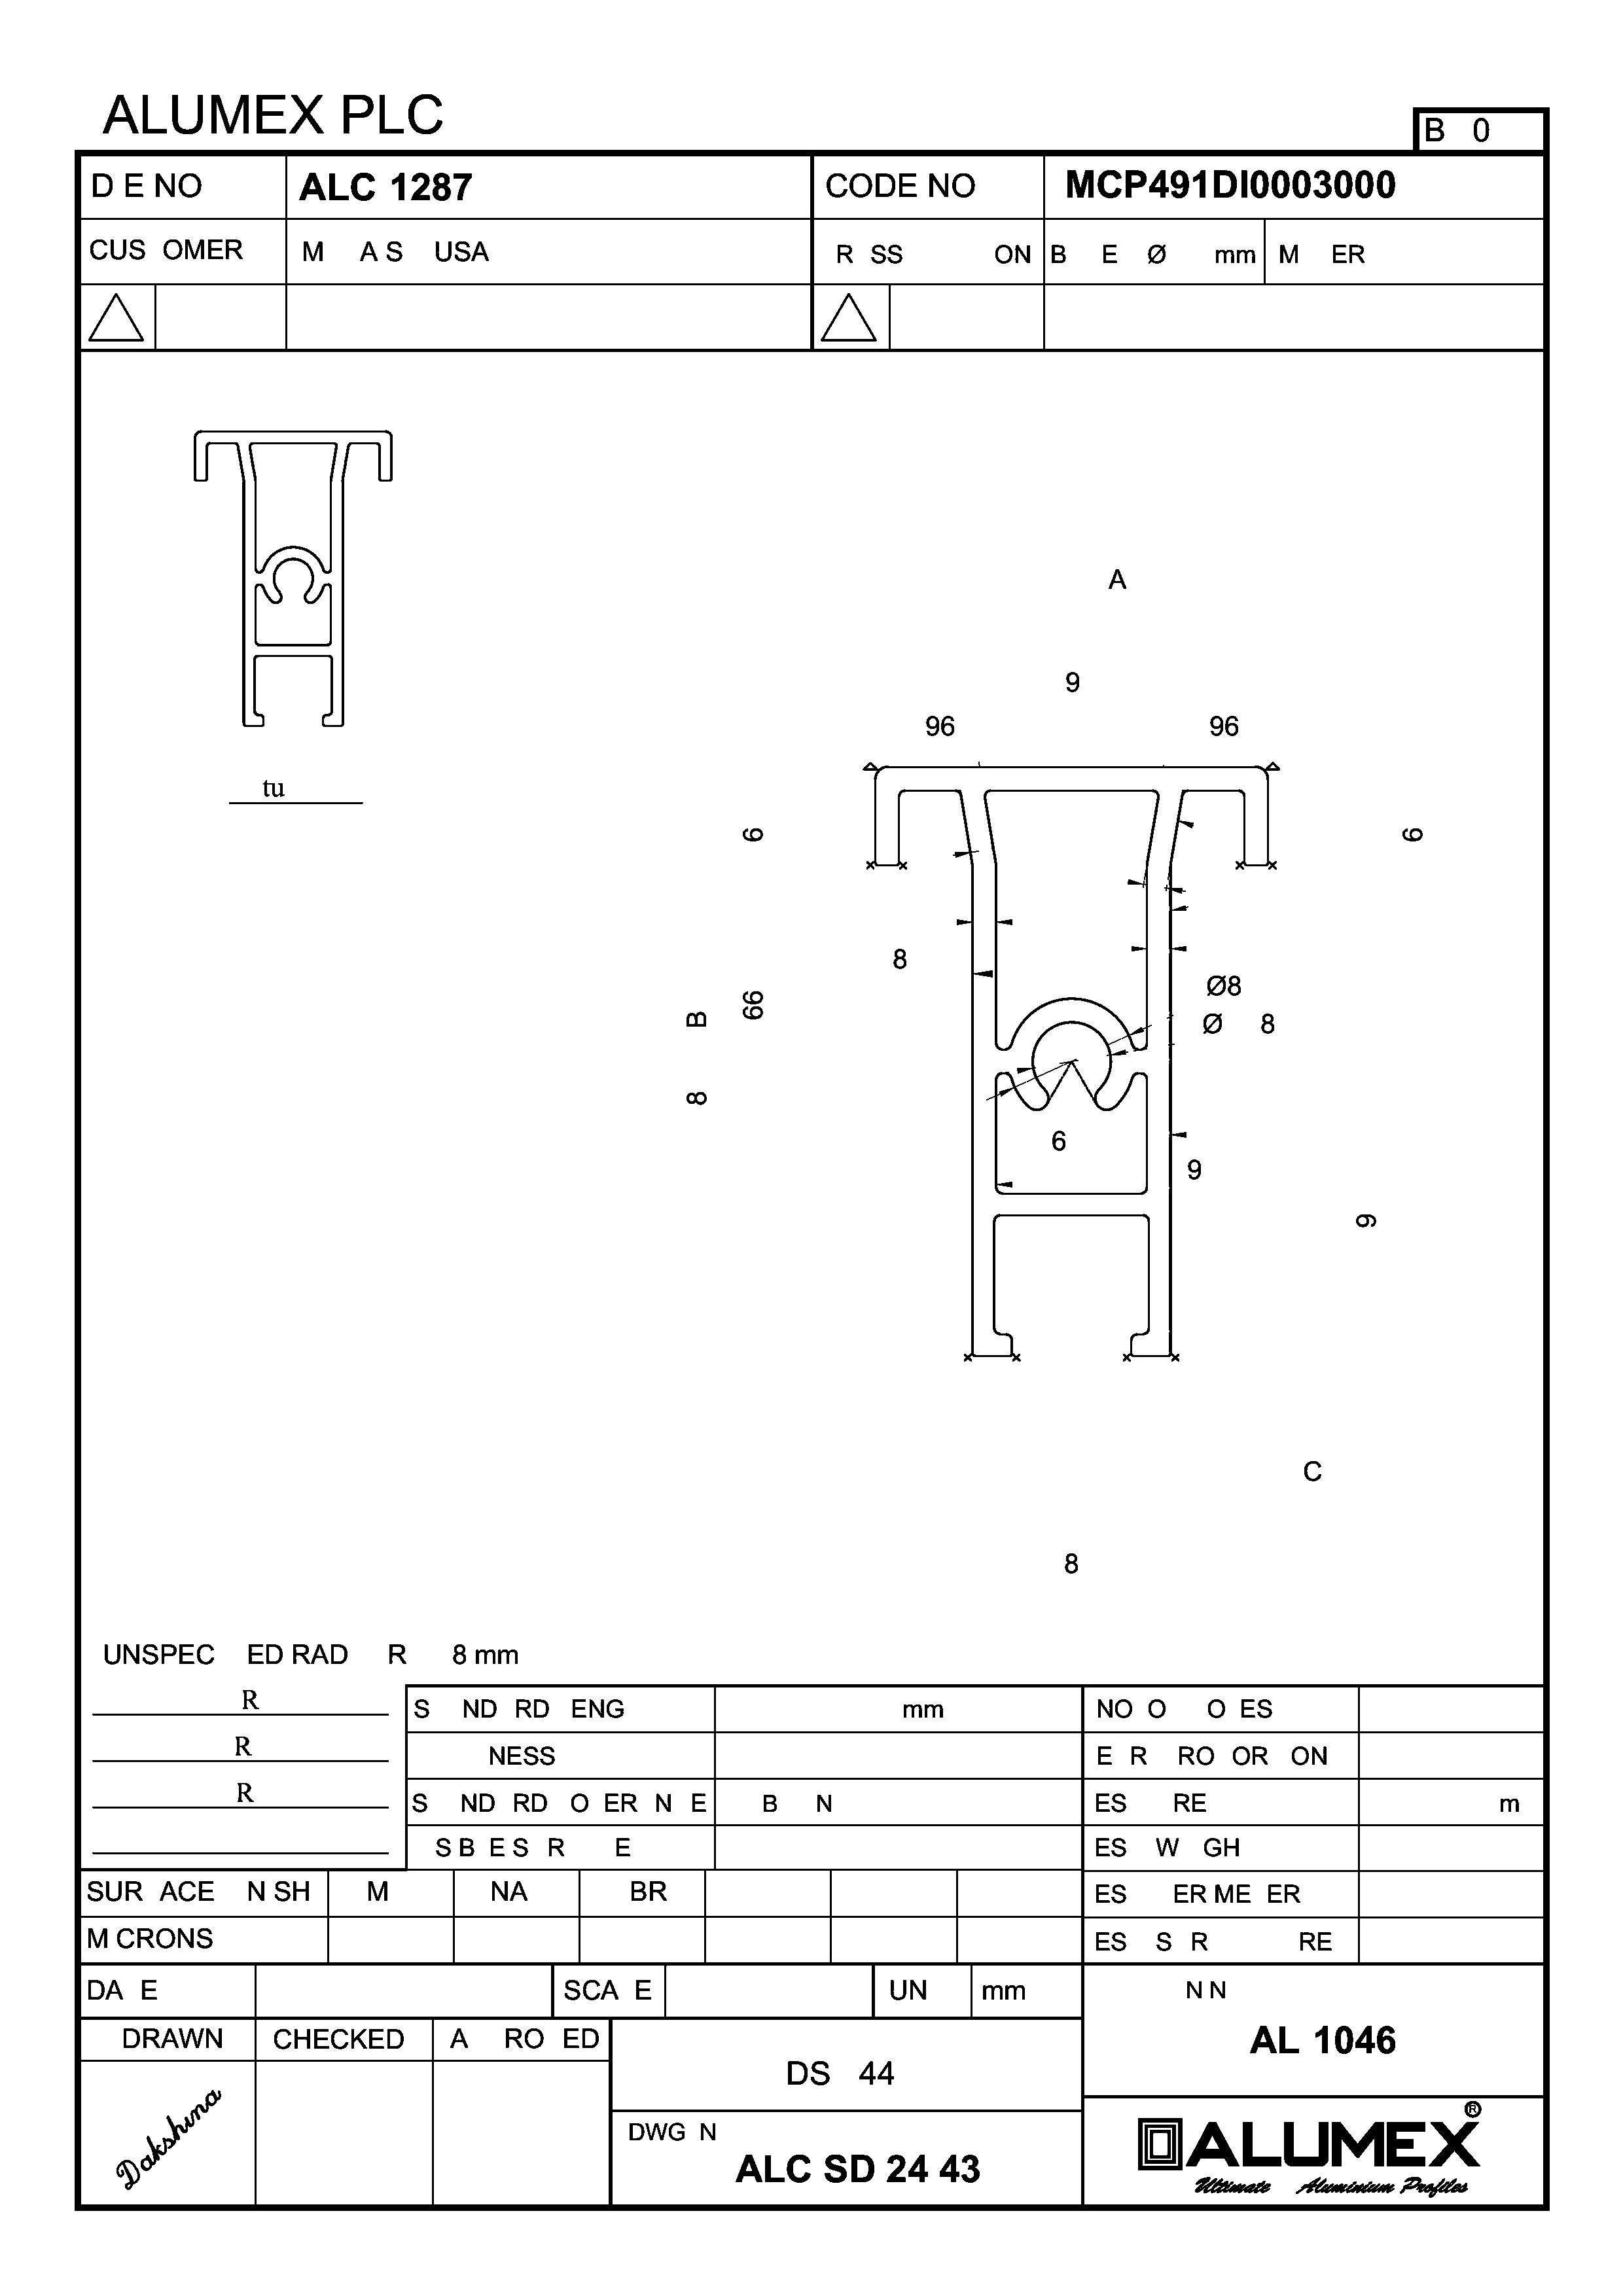 ALUMEX PLC
B 0
D E NO ALC 1287 CODE NO MCP491DI0003000
CUS OMER M A S USA R SS ON B E Ø mm M ER
A
9
96 96
tu
6 6
8
Ø8
B 66
Ø 8
8
6
9
9
C
8
UNSPEC ED RAD R 8 mm
R
R
R
S ND RD ENG mm
NESS
S ND RD O ER N E B N
S B E S R E
NO O O ES
E R RO OR ON
ES RE m
ES W GH
ES ER ME ER
ES S R RE
SUR ACE N SH M NA BR
M CRONS
DA E SCA E UN mm
N N
AL 1046
DRAWN CHECKED A RO ED
Dakshina
DS 44
DWG N
ALC SD 24 43
ALUMEX ®
Ultimate Aluminium Profiles